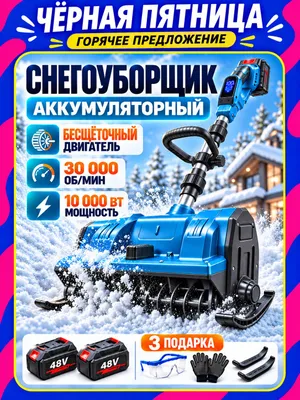 ЧЁРНАЯ ПЯТНИЦА
ГОРЯЧЕЕ ПРЕДЛОЖЕНИЕ
СНЕГОУБОРЩИК
АККУМУЛЯТОРНЫЙ
БЕСЩЁТОЧНЫЙ
ДВИГАТЕЛЬ
30 000
ОБ/МИН
10 000 ВТ
МОЩНОСТЬ
3 ПОДАРКА
48V
48V